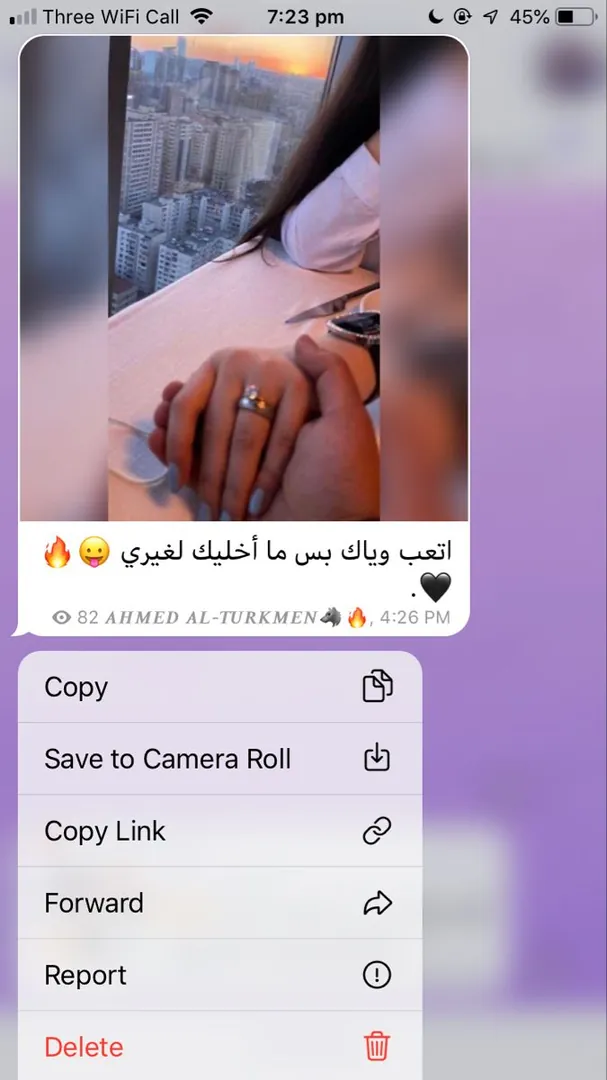 Three WiFi Call 7:23 pm 45%
اتعب وياك بس ما أخليك لغيري 😛🔥
🖤.
82 AHMED AL-TURKMEN🐺🔥, 4:26 PM
Copy
Save to Camera Roll
Copy Link
Forward
Report
Delete